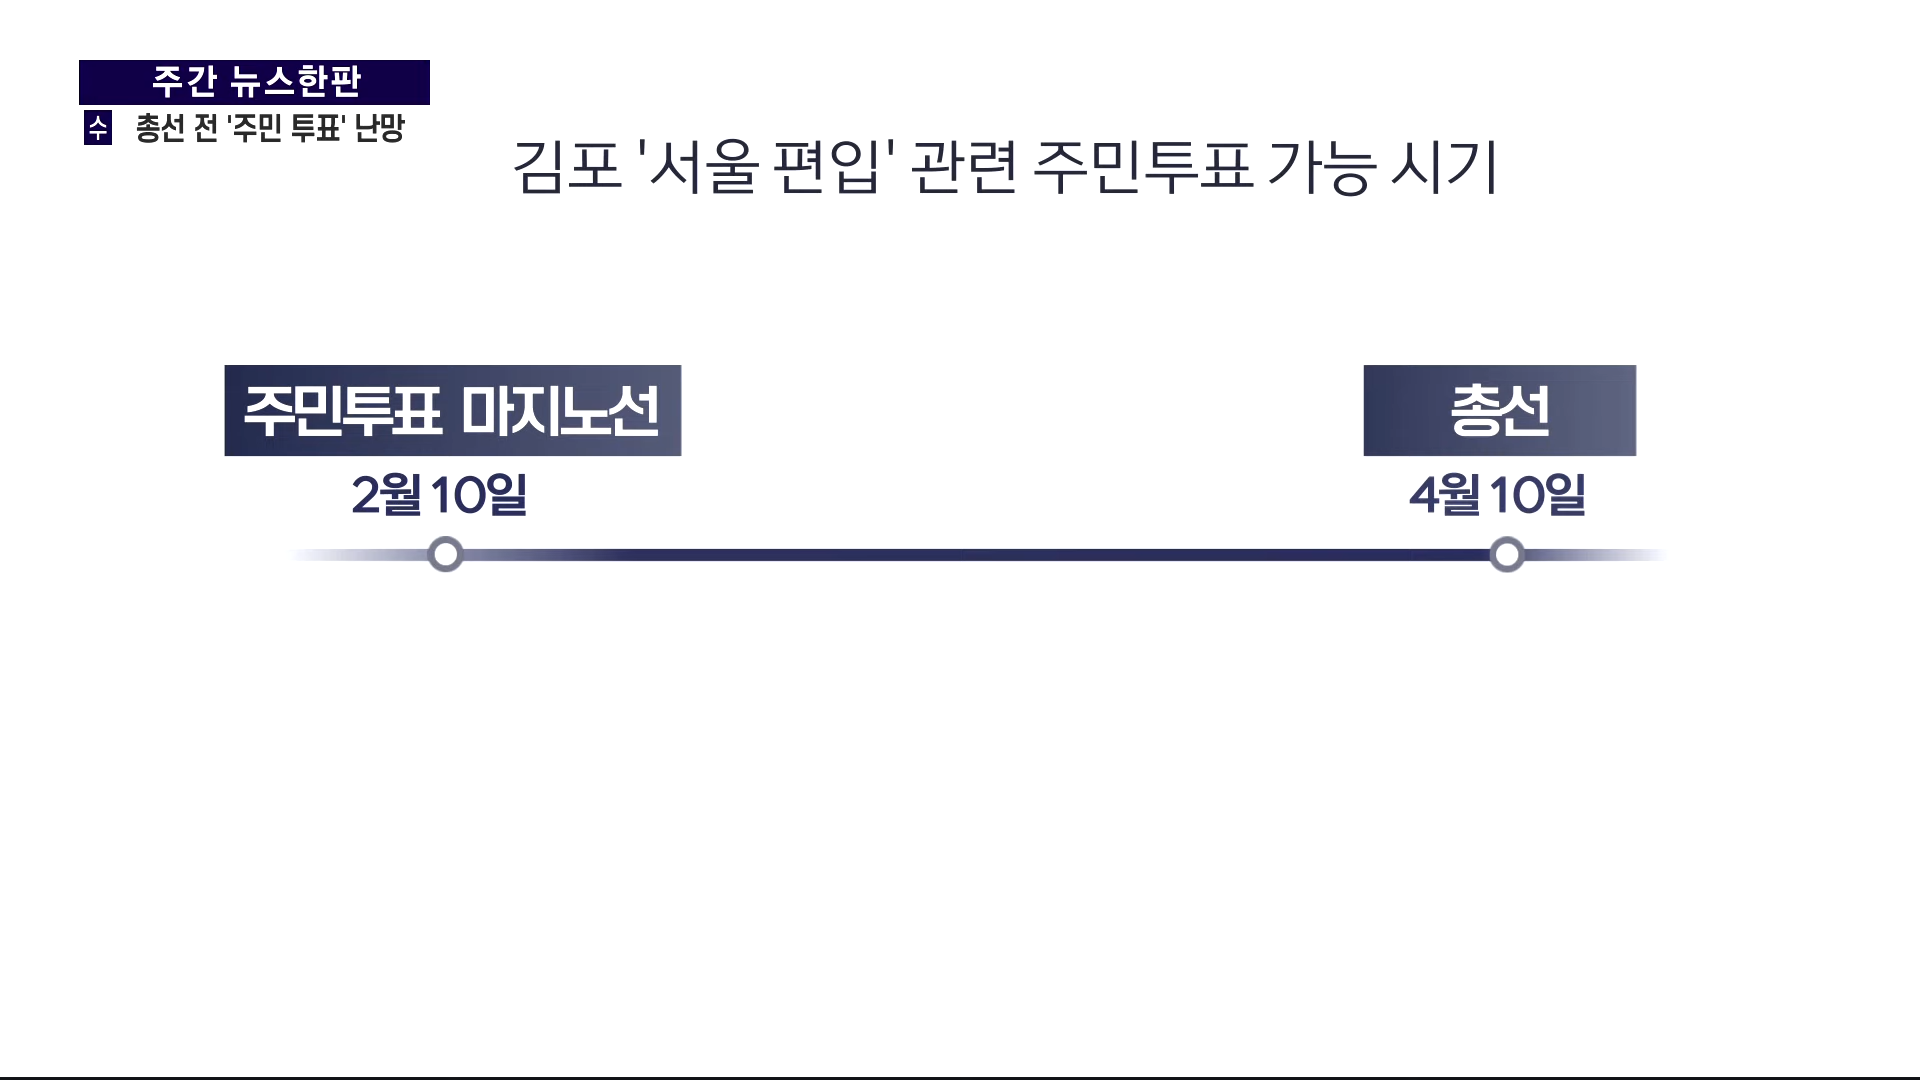 주간 뉴스한판
수 총선 전 '주민 투표' 난망
김포 '서울 편입' 관련 주민투표 가능 시기
주민투표 마지노선
2월 10일
총선
4월 10일